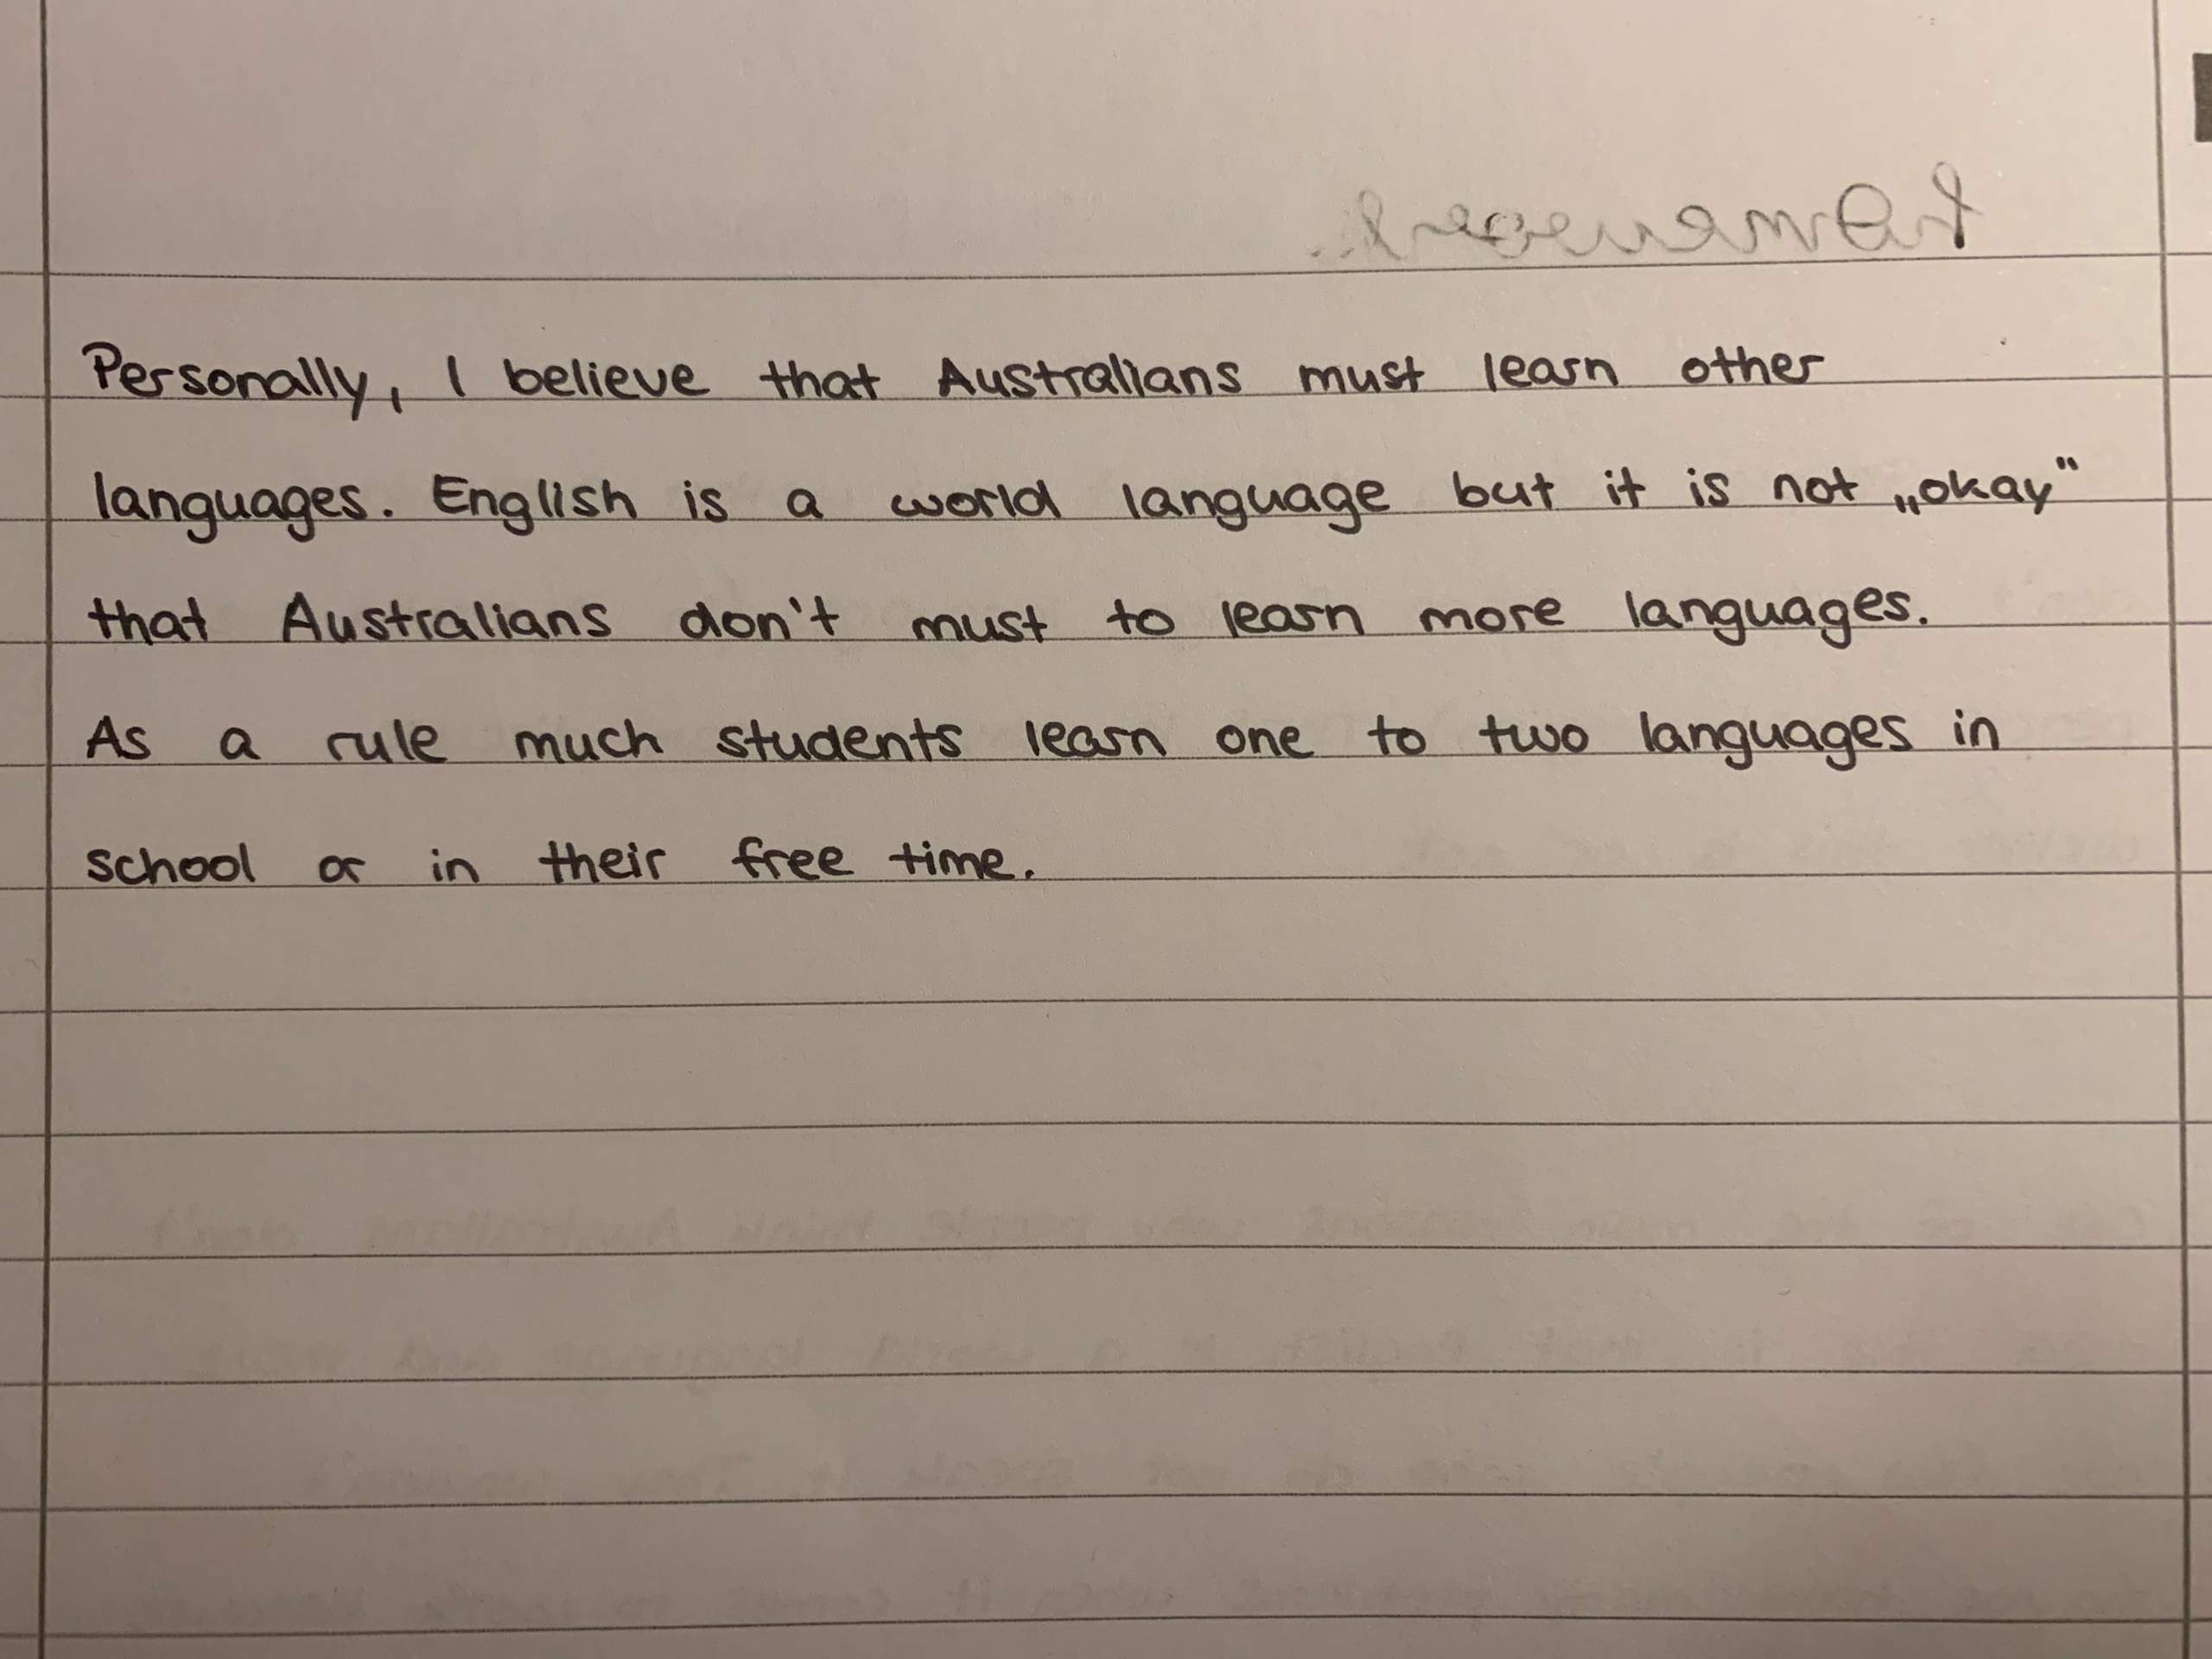 Personally, I believe that Australians must learn other
languages. English is a world language but it is not „okay"
that Australians don't must to learn more languages.
As a rule much students learn one to two languages in
school or in their free time.